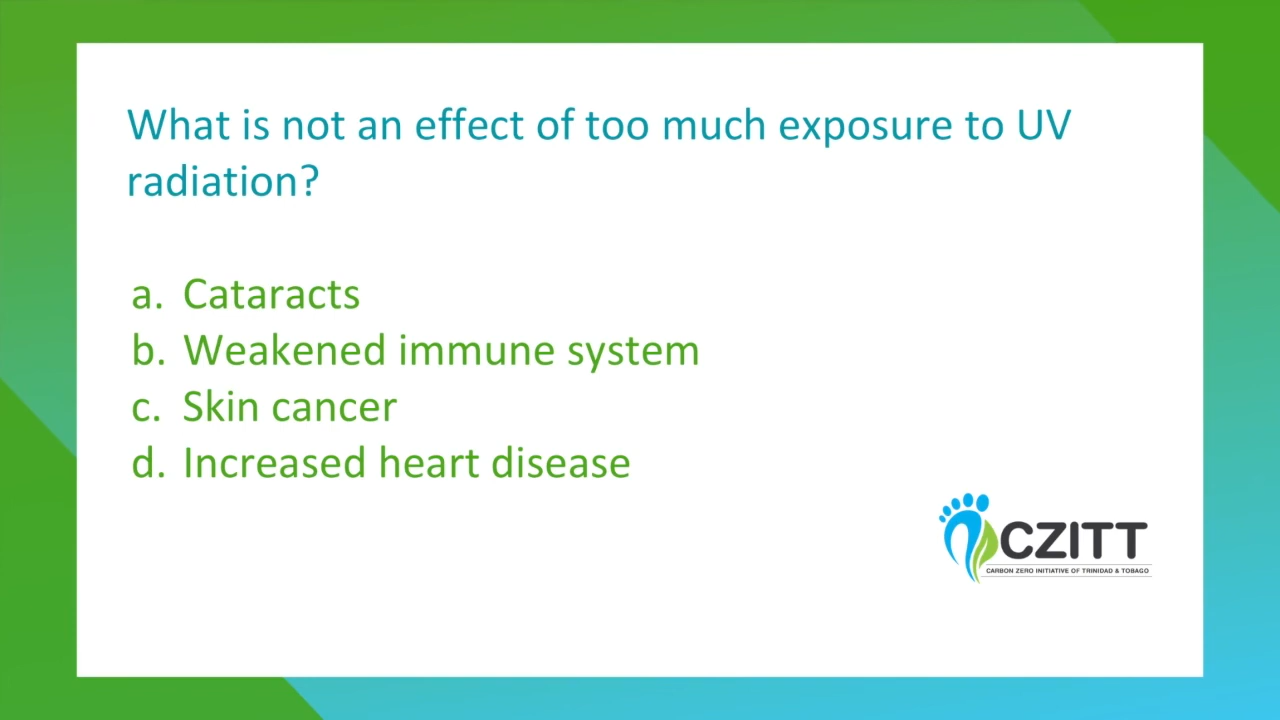 What is not an effect of too much exposure to UV
radiation?
a. Cataracts
b. Weakened immune system
c. Skin cancer
d. Increased heart disease
CZITT
CARBON ZERO INITIATIVE OF TRINIDAD & TOBAGO